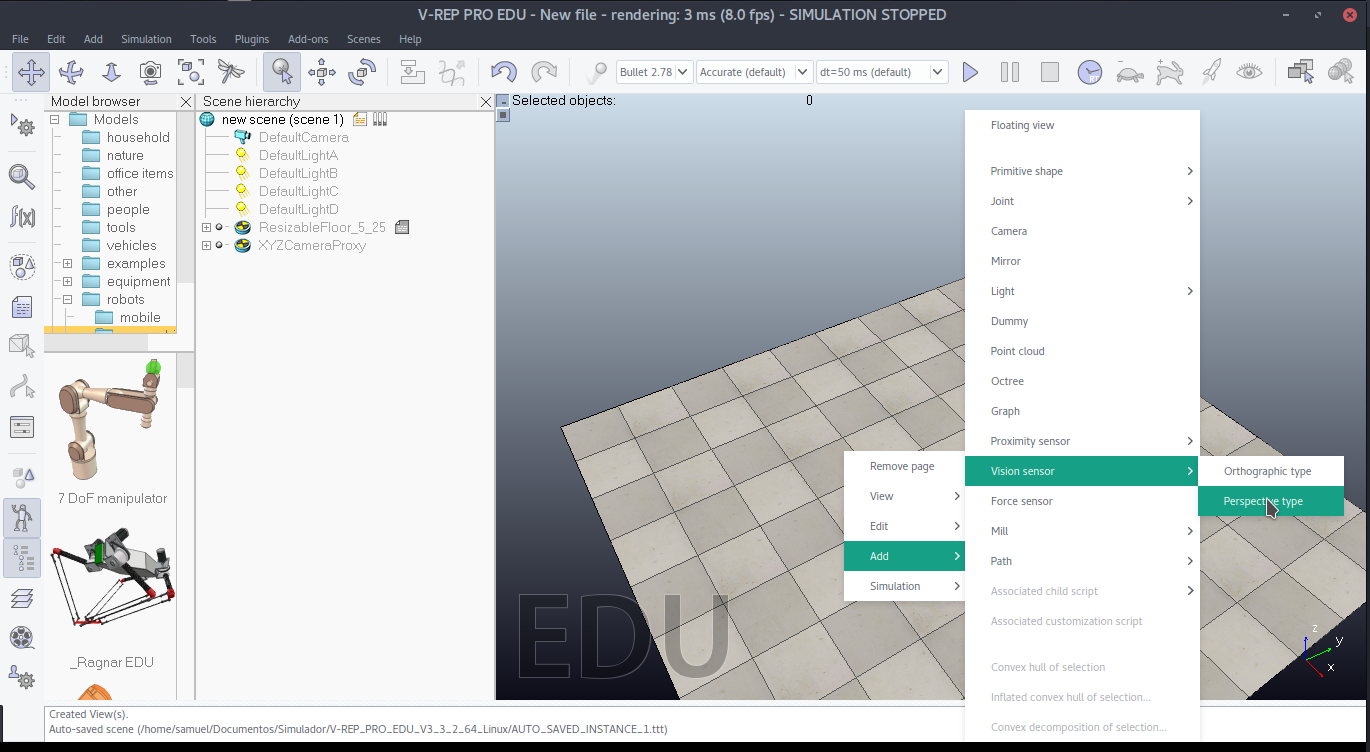 V-REP PRO EDU - New file - rendering: 3 ms (8.0 fps) - SIMULATION STOPPED
File Edit Add Simulation Tools Plugins Add-ons Scenes Help
Bullet 2.78 Accurate (default) dt=50 ms (default)
Model browser
Models
household
nature
office items
other
people
tools
vehicles
examples
equipment
robots
mobile
7 DoF manipulator
_Ragnar EDU
Scene hierarchy
new scene (scene 1)
DefaultCamera
DefaultLightA
DefaultLightB
DefaultLightC
DefaultLightD
ResizableFloor_5_25
XYZCameraProxy
Selected objects: 0
EDU
Remove page
View
Edit
Add
Simulation
Floating view
Primitive shape
Joint
Camera
Mirror
Light
Dummy
Point cloud
Octree
Graph
Proximity sensor
Vision sensor
Force sensor
Mill
Path
Associated child script
Associated customization script
Convex hull of selection
Inflated convex hull of selection...
Convex decomposition of selection...
Orthographic type
Perspective type
z
y
x
f(x)
Created View(s).
Auto-saved scene (/home/samuel/Documentos/Simulador/V-REP_PRO_EDU_V3_3_2_64_Linux/AUTO_SAVED_INSTANCE_1.ttt)